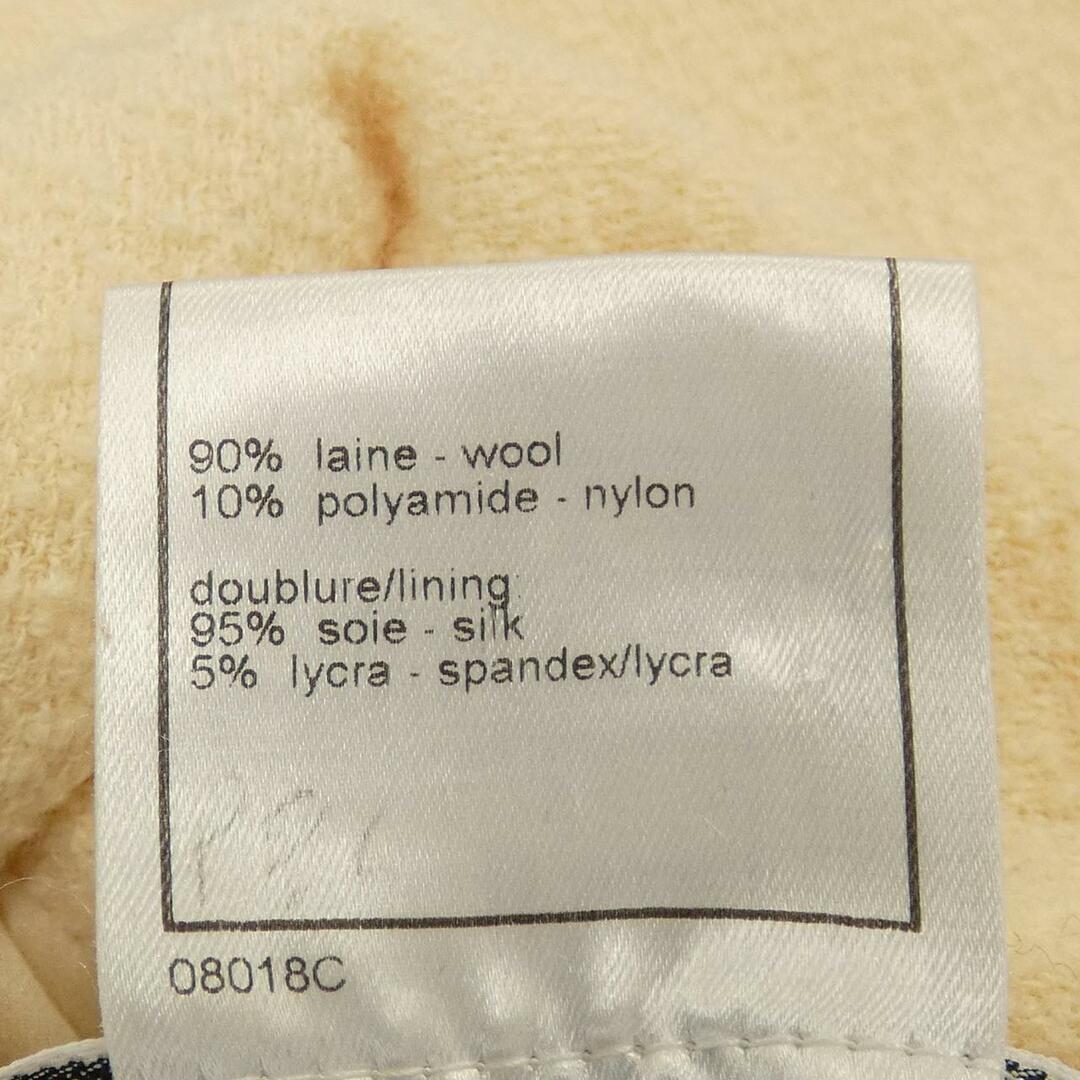 90% laine - wool
10% polyamide - nylon
doublure/lining
95% soie - silk
5% lycra - spandex/lycra
08018C